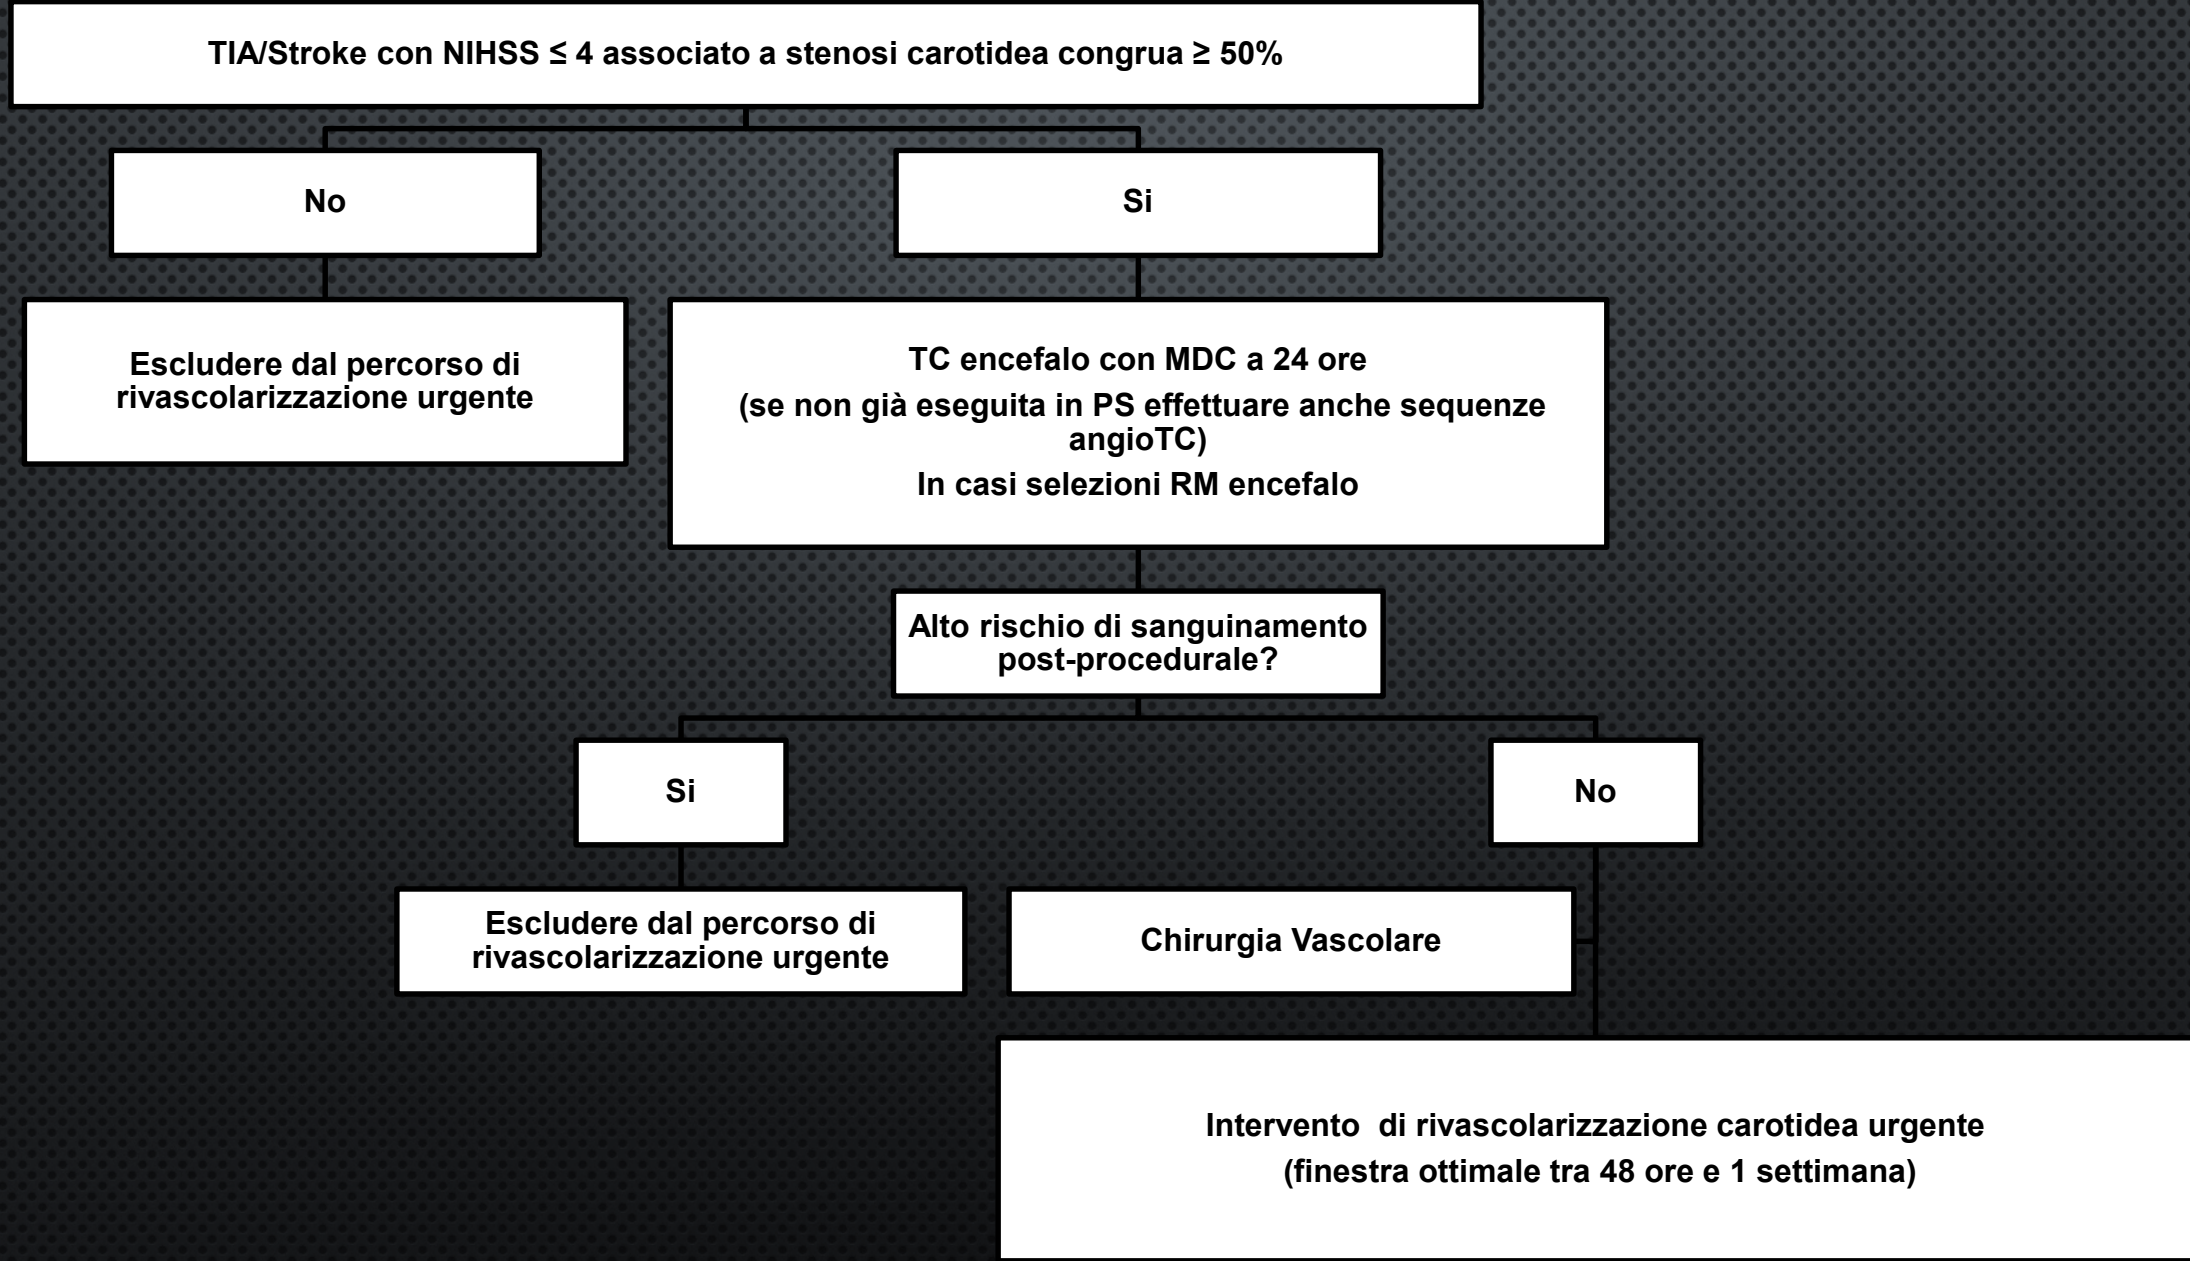 TIA/Stroke con NIHSS ≤ 4 associato a stenosi carotidea congrua ≥ 50%
No
Si
Escludere dal percorso di
rivascolarizzazione urgente
TC encefalo con MDC a 24 ore
(se non già eseguita in PS effettuare anche sequenze
angioTC)
In casi selezioni RM encefalo
Alto rischio di sanguinamento
post-procedurale?
Si
No
Escludere dal percorso di
rivascolarizzazione urgente
Chirurgia Vascolare
Intervento  di rivascolarizzazione carotidea urgente
(finestra ottimale tra 48 ore e 1 settimana)